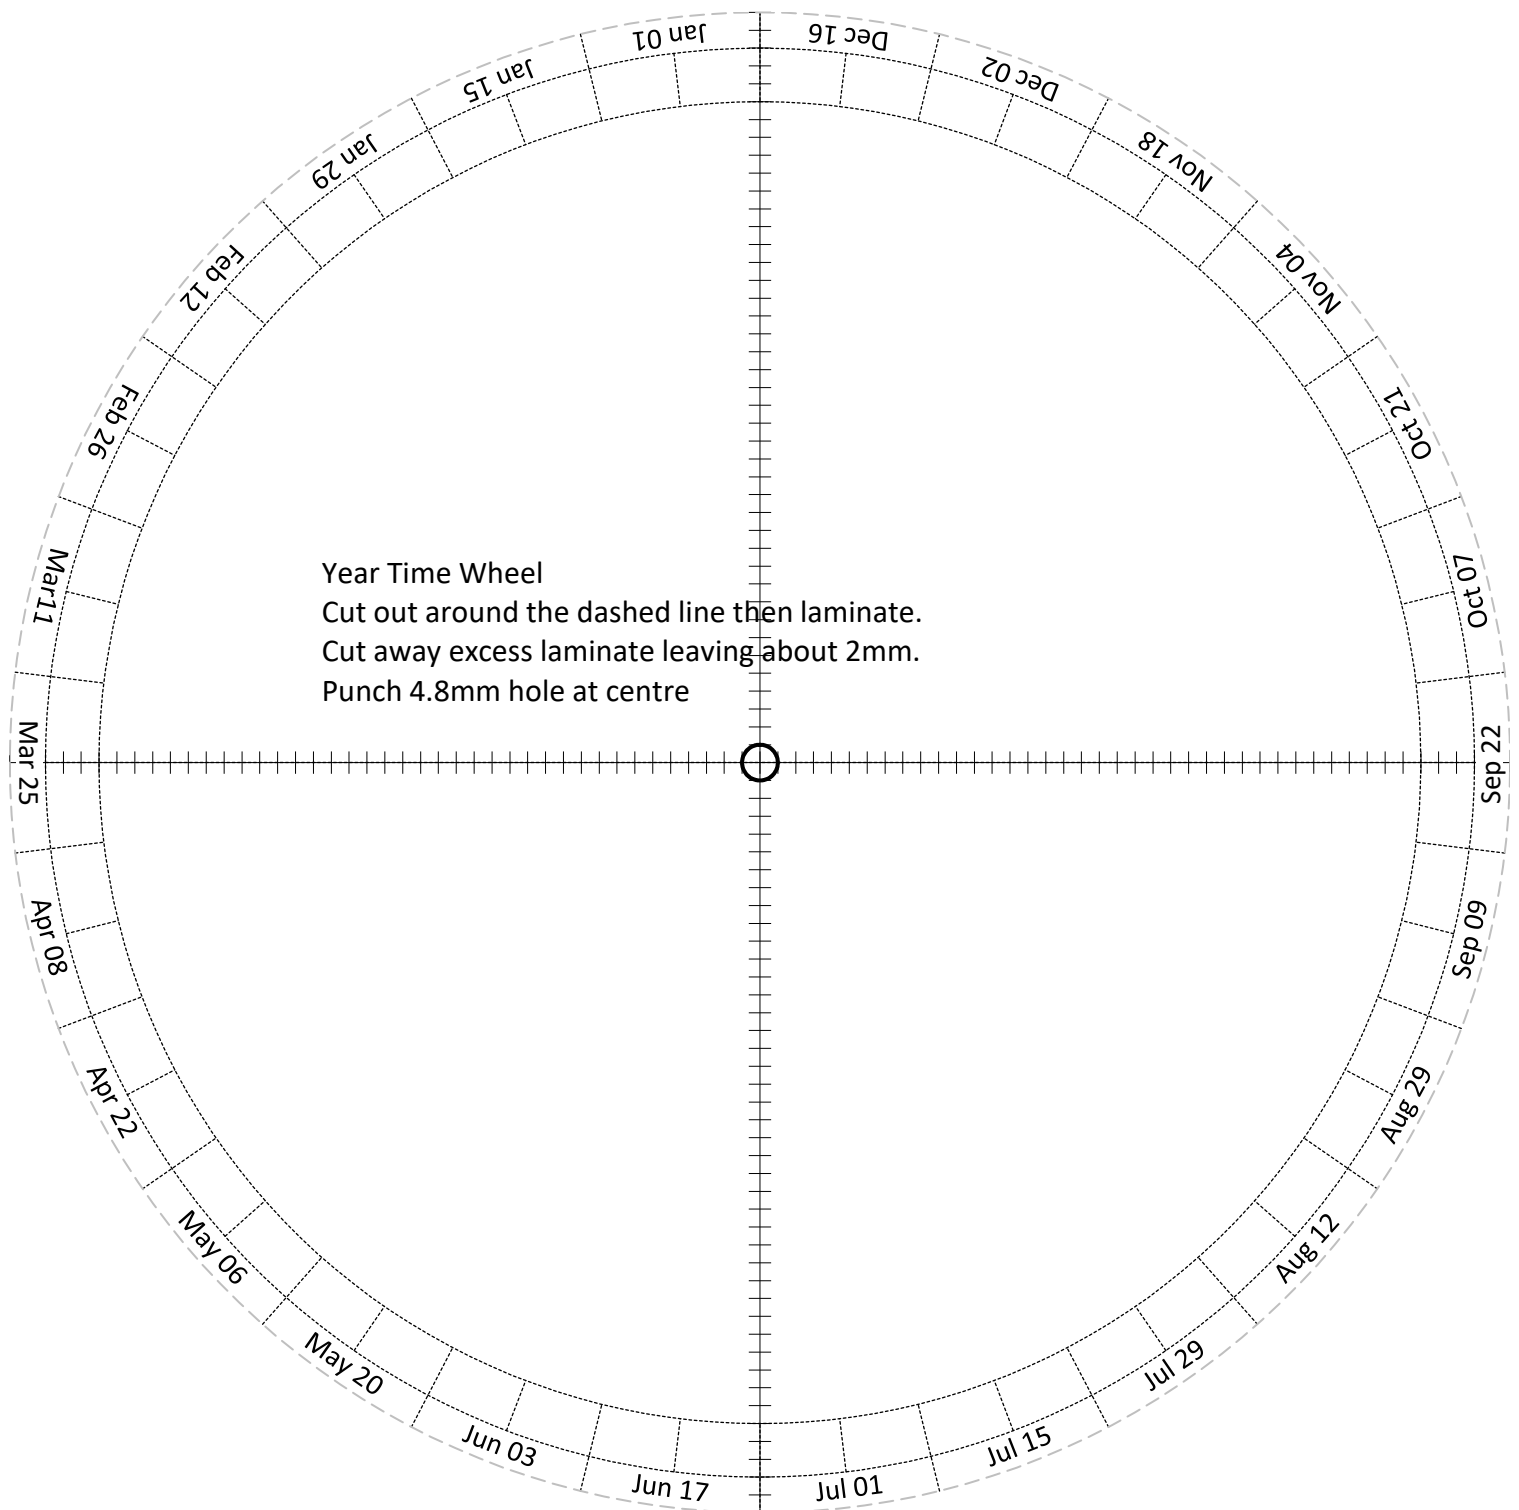 Jan 01
Jan 15
Jan 29
Feb 12
Feb 26
Mar11
Mar 25
Apr 08
Apr 22
May 06
May 20
Jun 03
Jun 17
Jul 01
Jul 15
Jul 29
Aug 12
Aug 29
Sep 09
Sep 22
Oct 07
Oct 21
Nov 04
Nov 18
Dec 02
Dec 16
Year Time Wheel
Cut out around the dashed line then laminate.
Cut away excess laminate leaving about 2mm.
Punch 4.8mm hole at centre